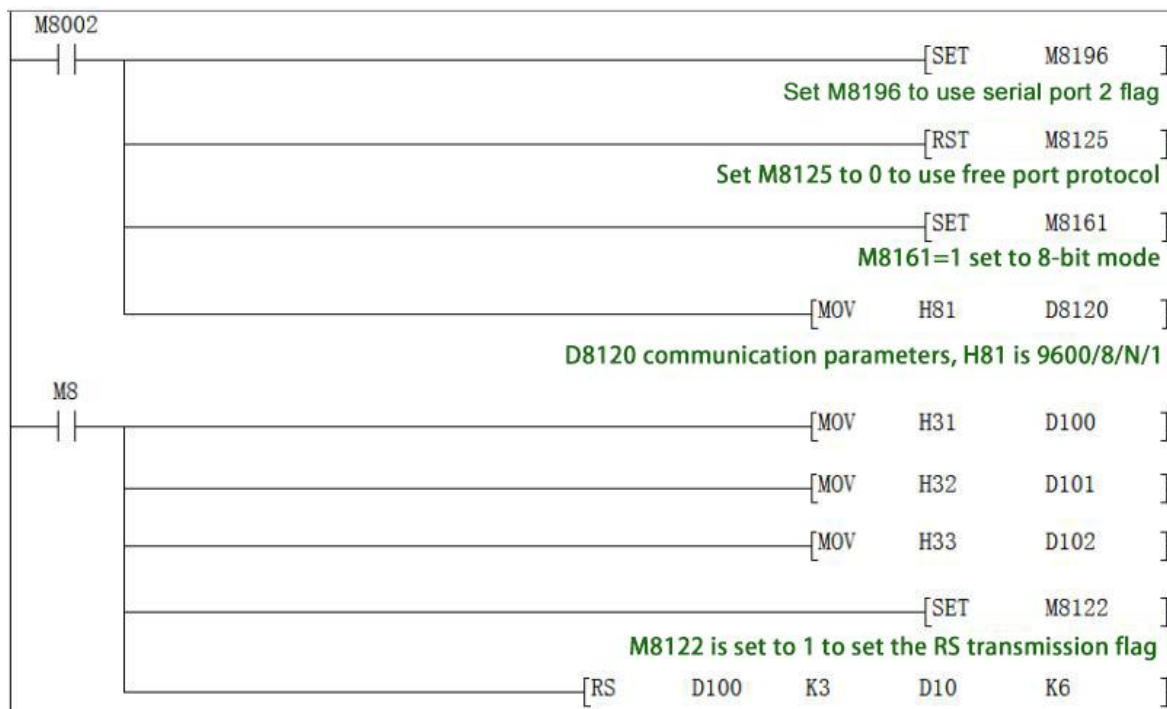 M8002
[SET M8196 ]
Set M8196 to use serial port 2 flag
[RST M8125 ]
Set M8125 to 0 to use free port protocol
[SET M8161 ]
M8161=1 set to 8-bit mode
[MOV H81 D8120 ]
D8120 communication parameters, H81 is 9600/8/N/1
M8
[MOV H31 D100 ]
[MOV H32 D101 ]
[MOV H33 D102 ]
[SET M8122 ]
M8122 is set to 1 to set the RS transmission flag
[RS D100 K3 D10 K6 ]